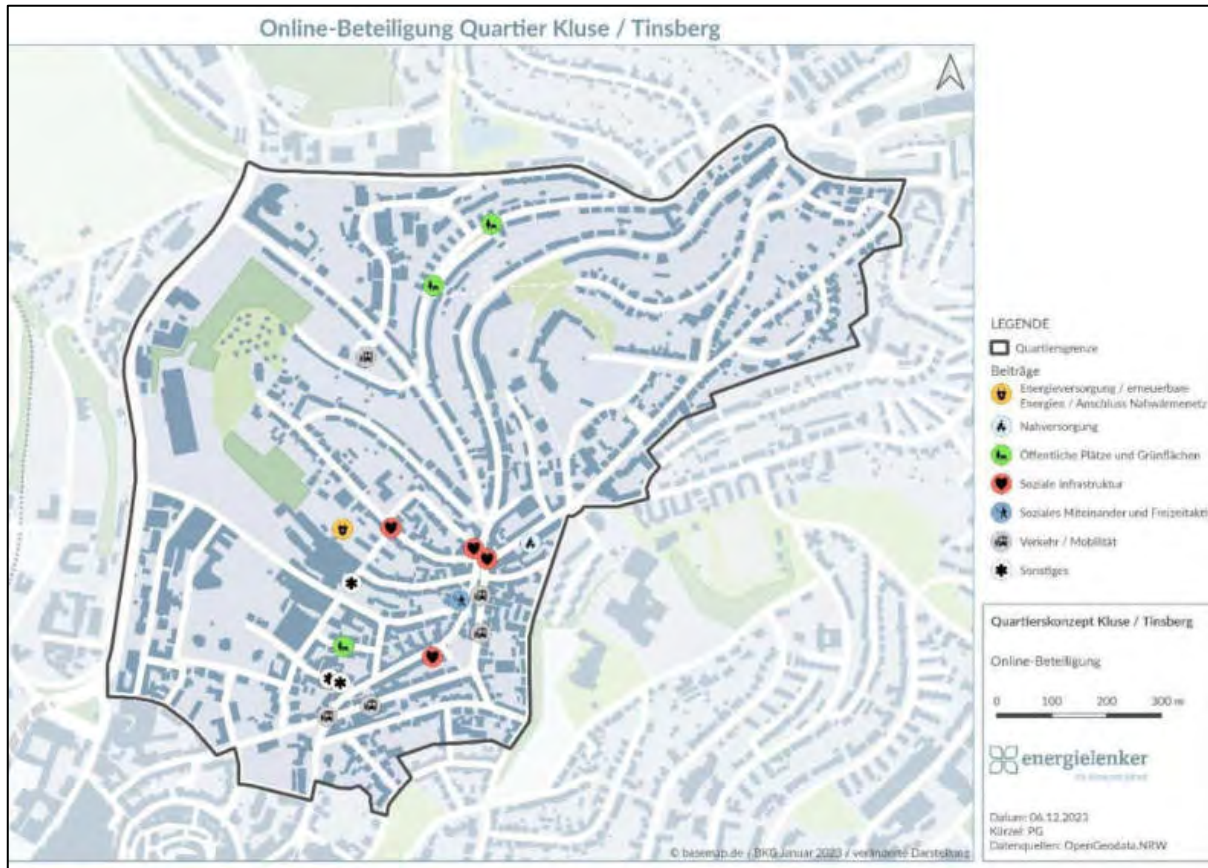 Online-Beteiligung Quartier Kluse / Tinsberg
LEGENDE
Quartiersgrenze
Beiträge
Energieversorgung / erneuerbare
Energien / Anschluss Nahwärmenetz
Nahversorgung
Öffentliche Plätze und Grünflächen
Soziale Infrastruktur
Soziales Miteinander und Freizeitakti
Verkehr / Mobilität
Sonstiges
Quartierskonzept Kluse / Tinsberg
Online-Beteiligung
0 100 200 300 m
energielenker
Datum: 06.12.2023
Kürzel: PG
Datenquellen: OpenGeodata.NRW
© basemap.de / BKG Januar 2023 / veränderte Darstellung